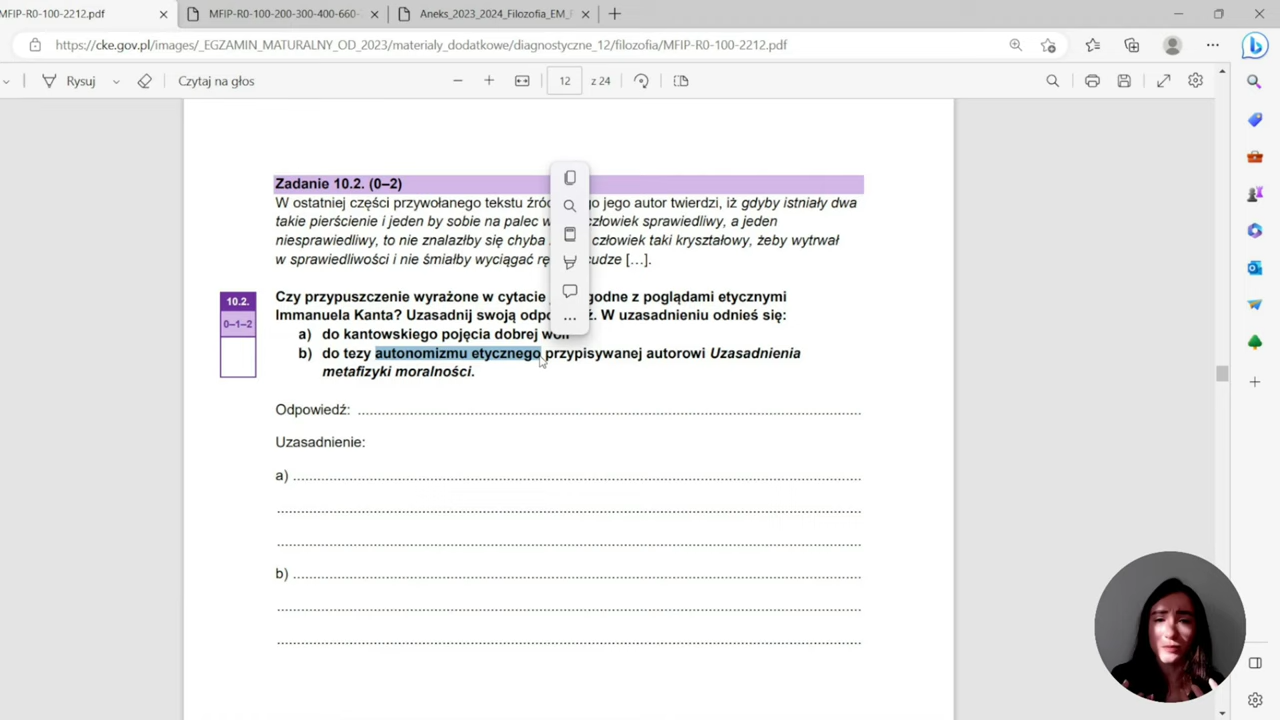 MFIP-R0-100-2212.pdf
MFIP-R0-100-200-300-400-660-
Aneks_2023_2024_Filozofia_EM_
https://cke.gov.pl/images/_EGZAMIN_MATURALNY_OD_2023/materialy_dodatkowe/diagnostyczne_12/filozofia/MFIP-R0-100-2212.pdf
Rysuj
Czytaj na głos
12
z 24
Zadanie 10.2. (0–2)
W ostatniej części przywołanego tekstu jego autor twierdzi, iż gdyby istniały dwa
takie pierścienie i jeden by sobie na palec człowiek sprawiedliwy, a jeden
niesprawiedliwy, to nie znalazłby się chyba człowiek taki kryształowy, żeby wytrwał
w sprawiedliwości i nie śmiałby wyciągać cudze […].
10.2.
0–1–2
Czy przypuszczenie wyrażone w cytacie z poglądami etycznymi
Immanuela Kanta? Uzasadnij swoją W uzasadnieniu odnieś się:
a) do kantowskiego pojęcia dobrej woli
b) do tezy autonomizmu etycznego przypisywanej autorowi Uzasadnienia
metafizyki moralności.
Odpowiedź:
Uzasadnienie:
a)
b)